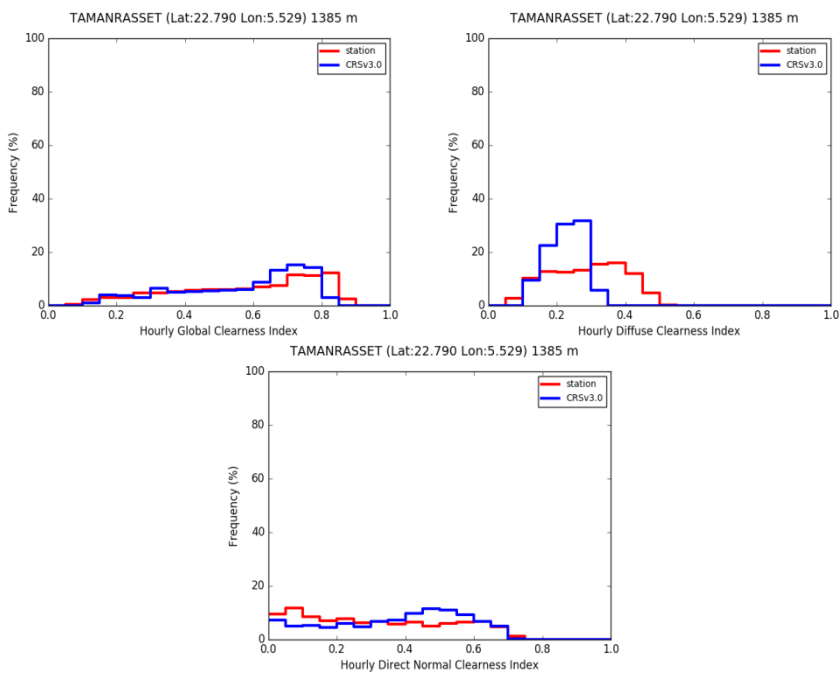 TAMANRASSET (Lat:22.790 Lon:5.529) 1385 m
100
80
60
40
20
0
Frequency (%)
station
CRSv3.0
0.0 0.2 0.4 0.6 0.8 1.0
Hourly Global Clearness Index
TAMANRASSET (Lat:22.790 Lon:5.529) 1385 m
100
80
60
40
20
0
Frequency (%)
station
CRSv3.0
0.0 0.2 0.4 0.6 0.8 1.0
Hourly Diffuse Clearness Index
TAMANRASSET (Lat:22.790 Lon:5.529) 1385 m
100
80
60
40
20
0
Frequency (%)
station
CRSv3.0
0.0 0.2 0.4 0.6 0.8 1.0
Hourly Direct Normal Clearness Index